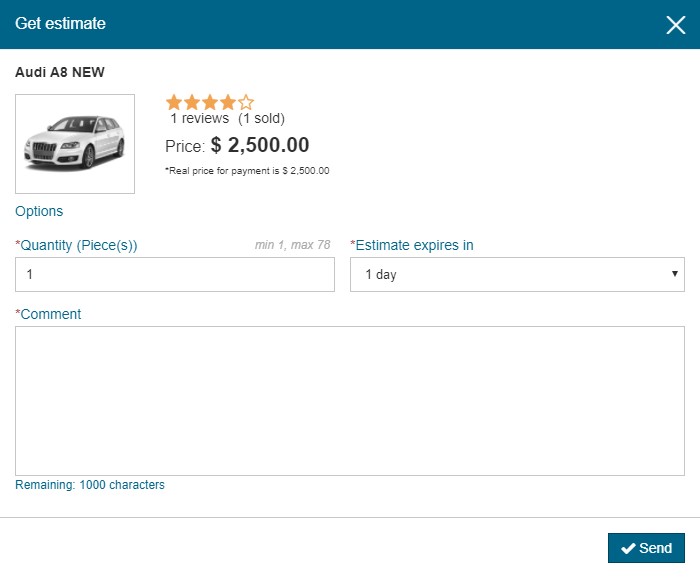 Get estimate
Audi A8 NEW
1 reviews (1 sold)
Price: $ 2,500.00
*Real price for payment is $ 2,500.00
Options
*Quantity (Piece(s)) min 1, max 78 *Estimate expires in
1 1 day
*Comment
Remaining: 1000 characters
Send